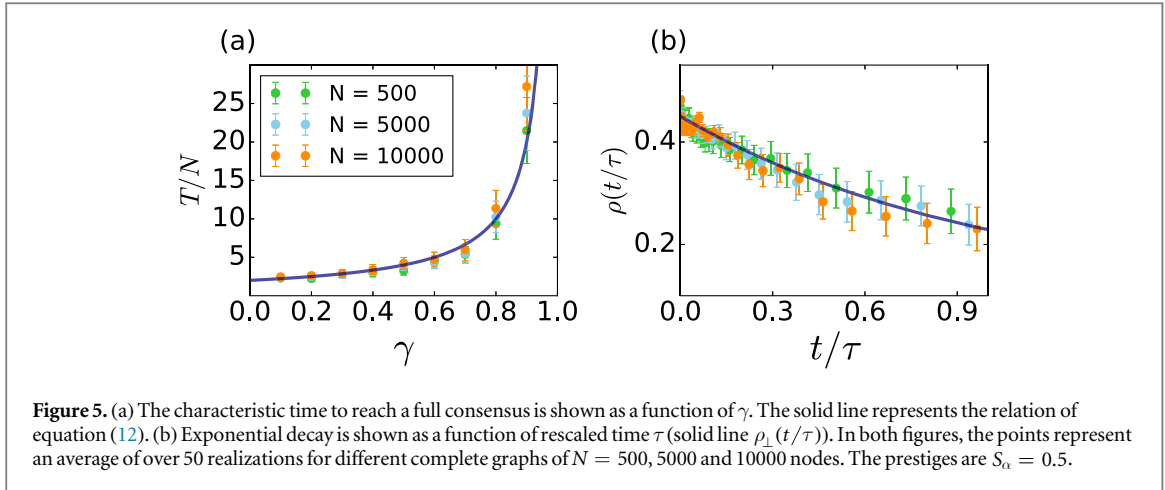 (a)
(b)
25
20
15
10
5
T/N
N = 500
N = 5000
N = 10000
0.0 0.2 0.4 0.6 0.8 1.0
γ
0.4
0.2
ρ(t/τ)
0.0 0.3 0.6 0.9
t/τ
Figure 5. (a) The characteristic time to reach a full consensus is shown as a function of γ. The solid line represents the relation of
equation (12). (b) Exponential decay is shown as a function of rescaled time τ (solid line ρ⊥(t/τ)). In both figures, the points represent
an average of over 50 realizations for different complete graphs of N = 500, 5000 and 10000 nodes. The prestiges are Sα = 0.5.